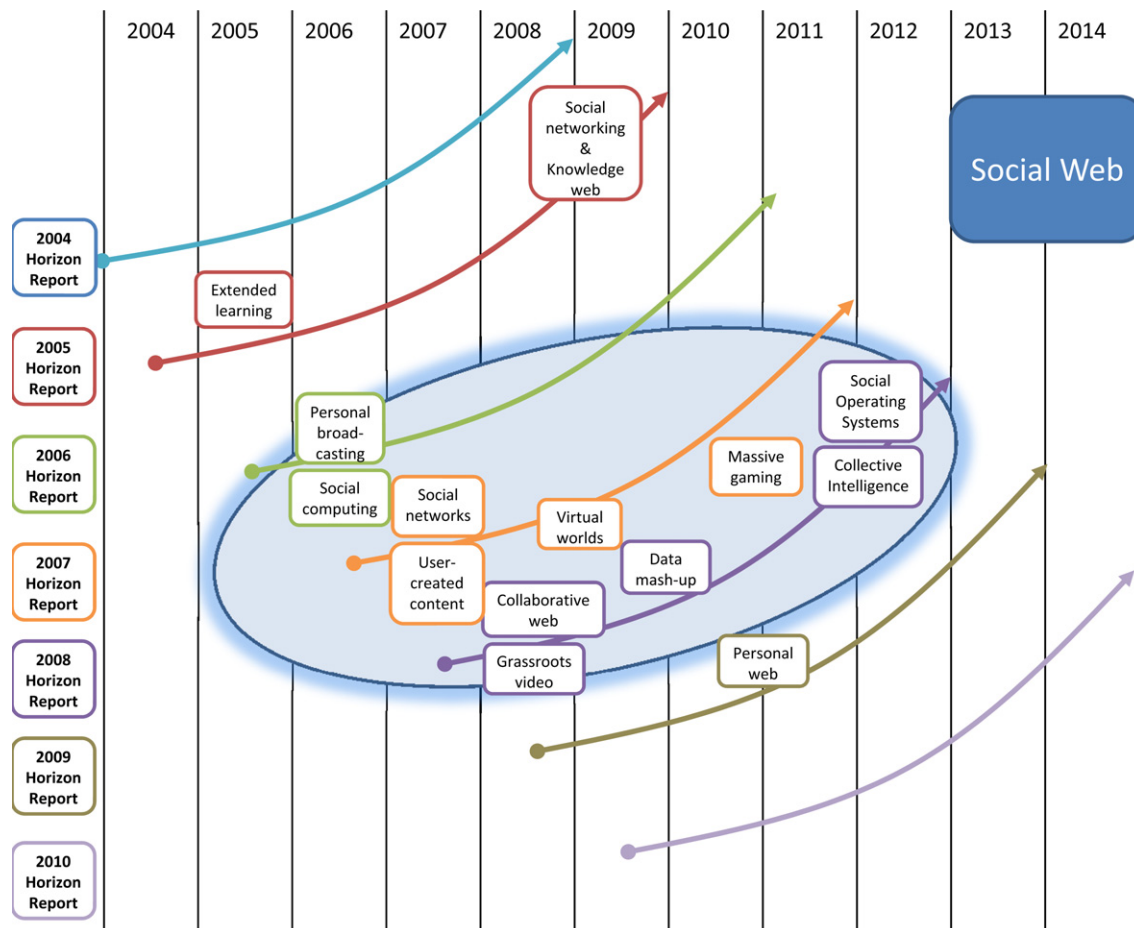 2004 2005 2006 2007 2008 2009 2010 2011 2012 2013 2014
Social
networking
&
Knowledge
web
Social Web
2004
Horizon
Report
Extended
learning
2005
Horizon
Report
Social
Operating
Systems
Personal
broad-
casting
2006
Horizon
Report
Massive
gaming
Collective
Intelligence
Social
computing
Social
networks
Virtual
worlds
2007
Horizon
Report
User-
created
content
Data
mash-up
Collaborative
web
2008
Horizon
Report
Grassroots
video
Personal
web
2009
Horizon
Report
2010
Horizon
Report